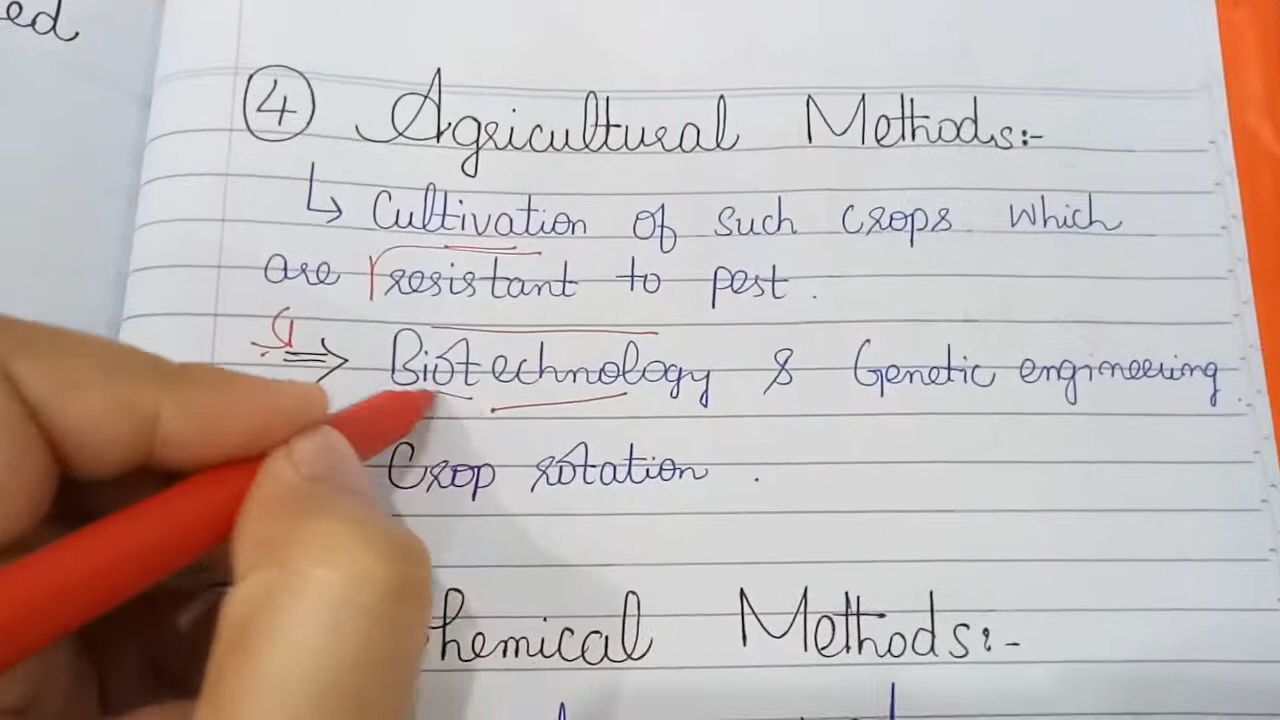 ed
④ Agricultural Methods:-
↳ Cultivation of such crops which
are resistant to pest.
⇒ Biotechnology & Genetic engineering.
Crop rotation.
hemical Methods:-